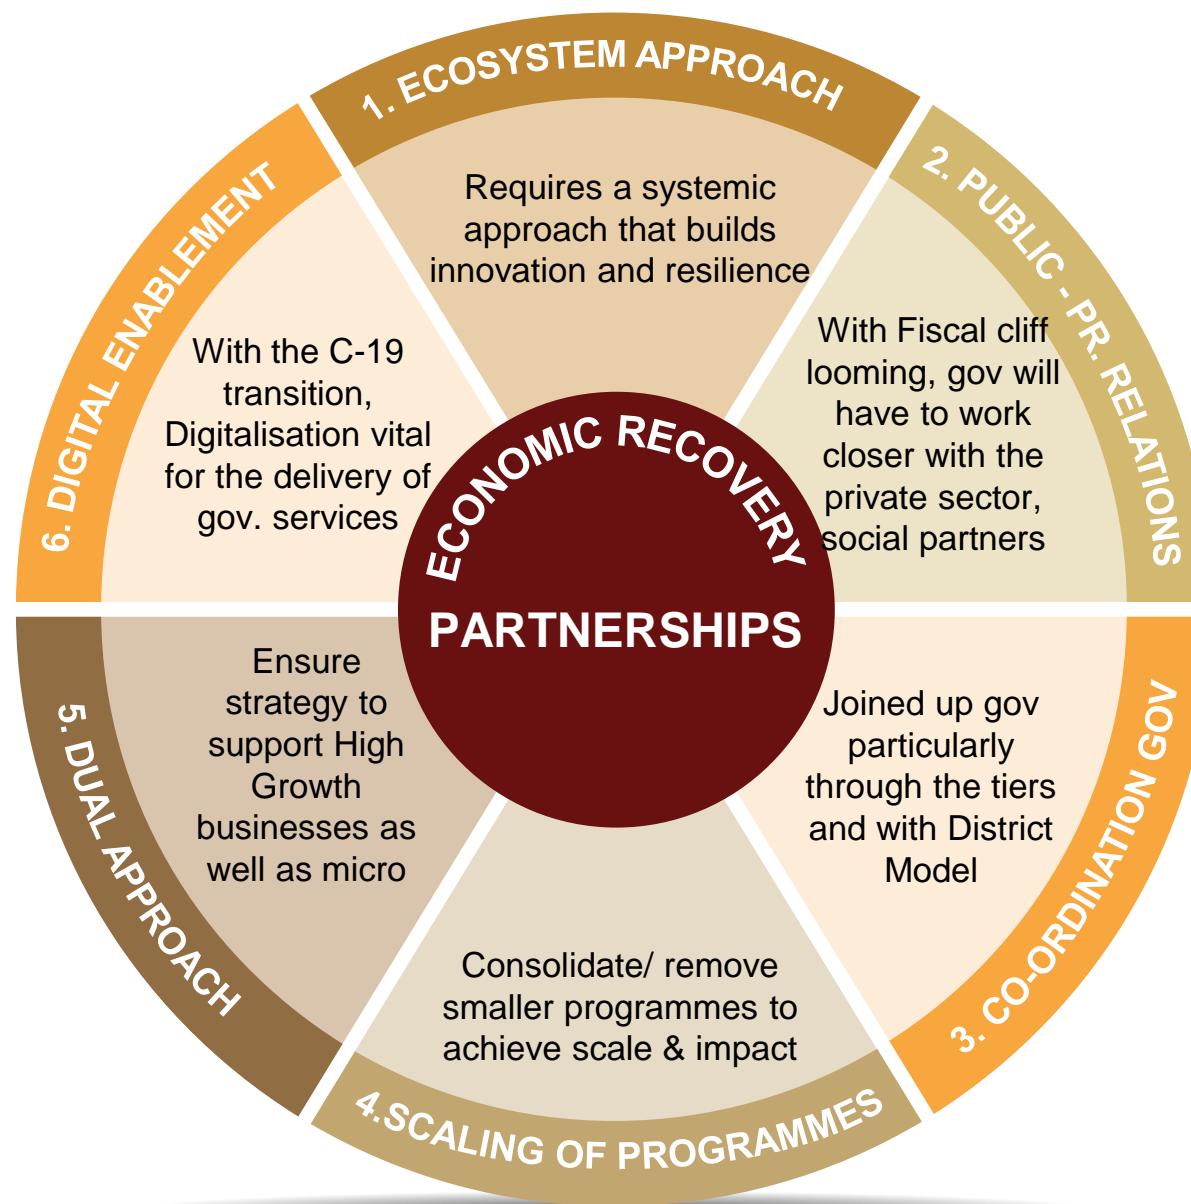 1. ECOSYSTEM APPROACH
Requires a systemic
approach that builds
innovation and resilience
2. PUBLIC - PR. RELATIONS
With Fiscal cliff
looming, gov will
have to work
closer with the
private sector,
social partners
3. CO-ORDINATION GOV
Joined up gov
particularly
through the tiers
and with District
Model
4.SCALING OF PROGRAMMES
Consolidate/ remove
smaller programmes to
achieve scale & impact
5. DUAL APPROACH
Ensure
strategy to
support High
Growth
businesses as
well as micro
6. DIGITAL ENABLEMENT
With the C-19
transition,
Digitalisation vital
for the delivery of
gov. services
ECONOMIC RECOVERY
PARTNERSHIPS